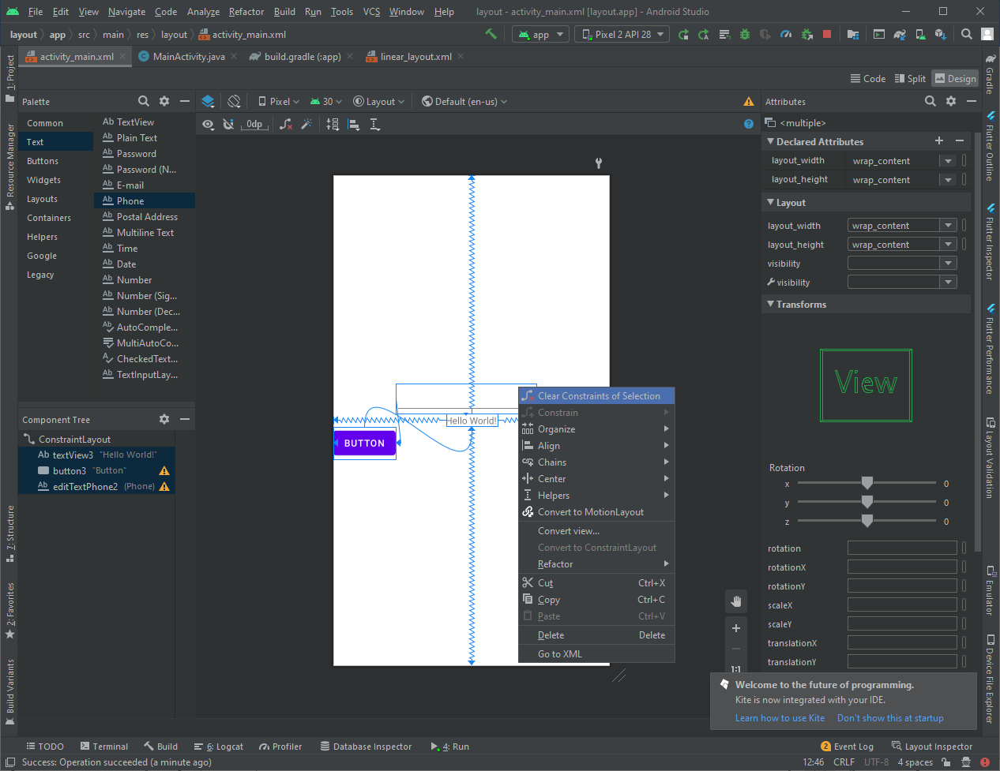 File Edit View Navigate Code Analyze Refactor Build Run Tools VCS Window Help layout - activity_main.xml [layout.app] - Android Studio
layout app src main res layout activity_main.xml app Pixel 2 API 28
activity_main.xml MainActivity.java build.gradle (:app) linear_layout.xml
Code Split Design
Palette
Common
Text
Buttons
Widgets
Layouts
Containers
Helpers
Google
Legacy
Ab TextView
Ab Plain Text
Ab Password
Ab Password (N...
Ab E-mail
Ab Phone
Ab Postal Address
Ab Multiline Text
Ab Time
Ab Date
Ab Number
Ab Number (Sig...
Ab Number (Dec...
Ab AutoComple...
MultiAutoCo...
CheckedText...
Ab TextInputLay...
Component Tree
ConstraintLayout
Ab textView3 "Hello World!"
button3 "Button"
Ab editTextPhone2 (Phone)
Pixel 30 Layout Default (en-us)
0dp
Hello World!
BUTTON
Clear Constraints of Selection
Constrain
Organize
Align
Chains
Center
Helpers
Convert to MotionLayout
Convert view...
Convert to ConstraintLayout
Refactor
Cut Ctrl+X
Copy Ctrl+C
Paste Ctrl+V
Delete Delete
Go to XML
1:1
Attributes
<multiple>
Declared Attributes
layout_width wrap_content
layout_height wrap_content
Layout
layout_width wrap_content
layout_height wrap_content
visibility
visibility
Transforms
View
Rotation
x 0
y 0
z 0
rotation
rotationX
rotationY
scaleX
scaleY
translationX
translationY
Welcome to the future of programming.
Kite is now integrated with your IDE.
Learn how to use Kite Don't show this at startup
1: Project
Resource Manager
7: Structure
2: Favorites
Build Variants
Gradle
Flutter Outline
Flutter Inspector
Flutter Performance
Layout Validation
Emulator
Device File Explorer
TODO Terminal Build 6: Logcat Profiler Database Inspector 4: Run 2 Event Log Layout Inspector
Success: Operation succeeded (a minute ago) 12:46 CRLF UTF-8 4 spaces